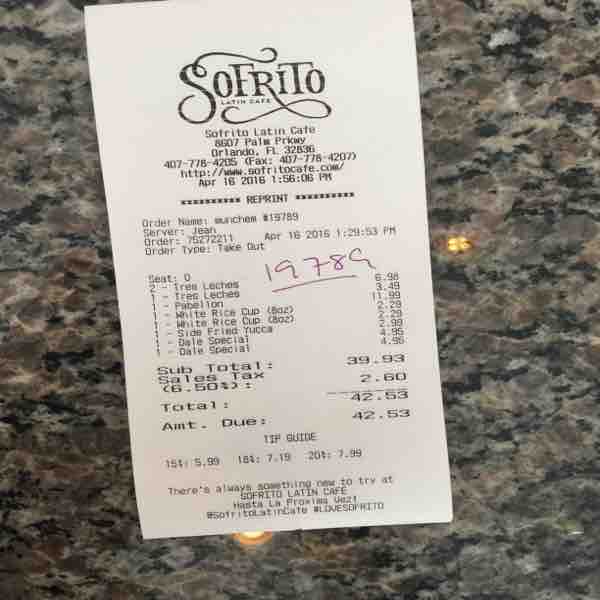 SOFRITO
LATIN CAFE
Sofrito Latin Cafe
8607 Palm Prkwy
Orlando, FL 32836
407-778-4205 (Fax: 407-778-4207)
http://www.sofritocafe.com/
Apr 16 2016 1:56:06 PM
********** REPRINT **********
Order Name: munchem #19789
Server: Jean
Order: 75272211 Apr 16 2016 1:29:53 PM
Order Type: Take Out
19789
Seat: 0
2 - Tres Leches 6.98
1 - Tres Leches 3.49
1 - Pabellon 11.99
1 - White Rice Cup (8oz) 2.29
1 - White Rice Cup (8oz) 2.29
1 - Side Fried Yucca 2.99
1 - Dale Special 4.95
1 - Dale Special 4.95
Sub Total: 39.93
Sales Tax
(6.50%): 2.60
Total: 42.53
Amt. Due: 42.53
TIP GUIDE
15%: 5.99 18%: 7.19 20%: 7.99
There's always something new to try at
SOFRITO LATIN CAFE
Hasta La Proxima Vez!
#SofritoLatinCafe #LOVESOFRITO